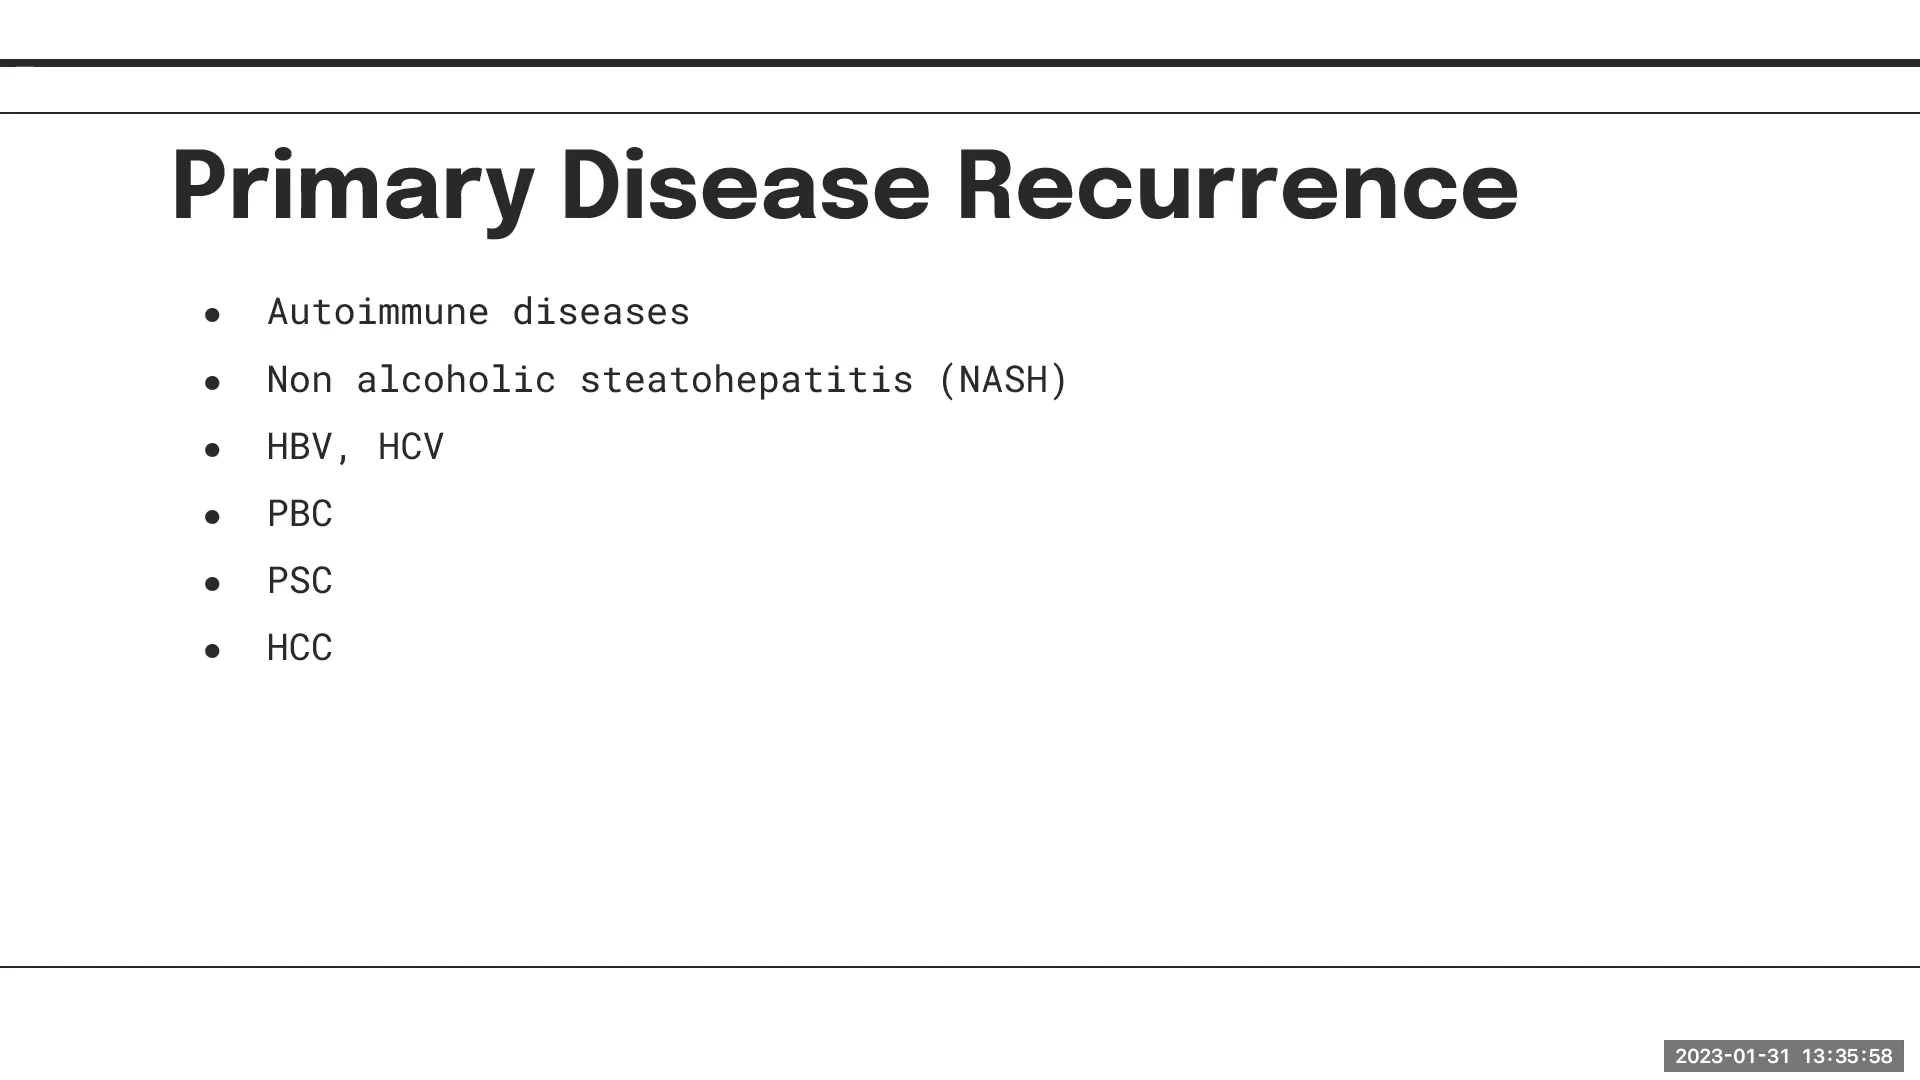 Primary Disease Recurrence
● Autoimmune diseases
● Non alcoholic steatohepatitis (NASH)
● HBV, HCV
● PBC
● PSC
● HCC
2023-01-31 13:35:58